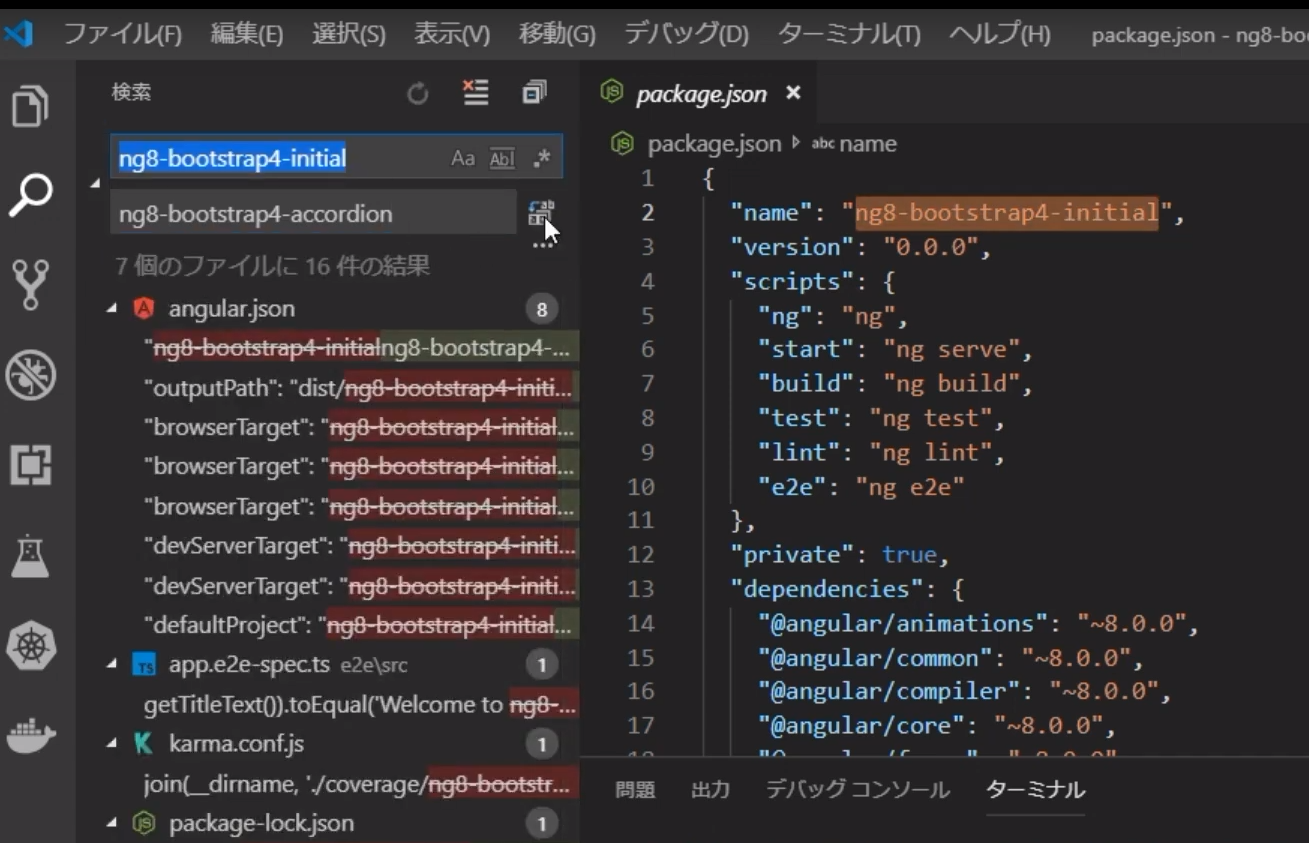 ファイル(F) 編集(E) 選択(S) 表示(V) 移動(G) デバッグ(D) ターミナル(T) ヘルプ(H) package.json - ng8-boo
検索
ng8-bootstrap4-initial Aa Abl .*
ng8-bootstrap4-accordion
7 個のファイルに 16 件の結果
angular.json 8
"ng8-bootstrap4-initialng8-bootstrap4-...
"outputPath": "dist/ng8-bootstrap4-initi...
"browserTarget": "ng8-bootstrap4-initial...
"browserTarget": "ng8-bootstrap4-initial...
"browserTarget": "ng8-bootstrap4-initial...
"devServerTarget": "ng8-bootstrap4-initi...
"devServerTarget": "ng8-bootstrap4-initi...
"defaultProject": "ng8-bootstrap4-initial...
TS app.e2e-spec.ts e2e\src 1
getTitleText()).toEqual('Welcome to ng8-...
K karma.conf.js 1
join(__dirname, './coverage/ng8-bootstr...
JS package-lock.json 1
JS package.json ×
JS package.json abc name
1 {
2 "name": "ng8-bootstrap4-initial",
3 "version": "0.0.0",
4 "scripts": {
5 "ng": "ng",
6 "start": "ng serve",
7 "build": "ng build",
8 "test": "ng test",
9 "lint": "ng lint",
10 "e2e": "ng e2e"
11 },
12 "private": true,
13 "dependencies": {
14 "@angular/animations": "~8.0.0",
15 "@angular/common": "~8.0.0",
16 "@angular/compiler": "~8.0.0",
17 "@angular/core": "~8.0.0",
問題 出力 デバッグ コンソール ターミナル